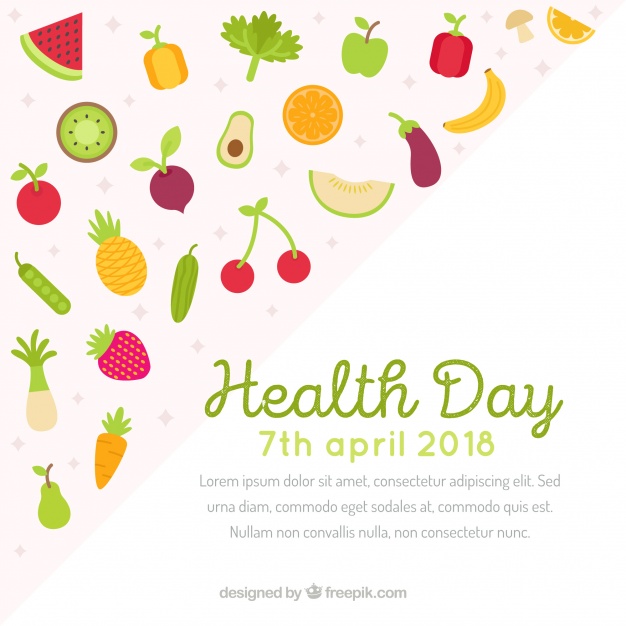 Health Day
7th april 2018
Lorem ipsum dolor sit amet, consectetur adipiscing elit. Sed
urna diam, commodo eget sodales at, commodo quis est.
Nullam non convallis nulla, non consectetur nunc.
designed by freepik.com